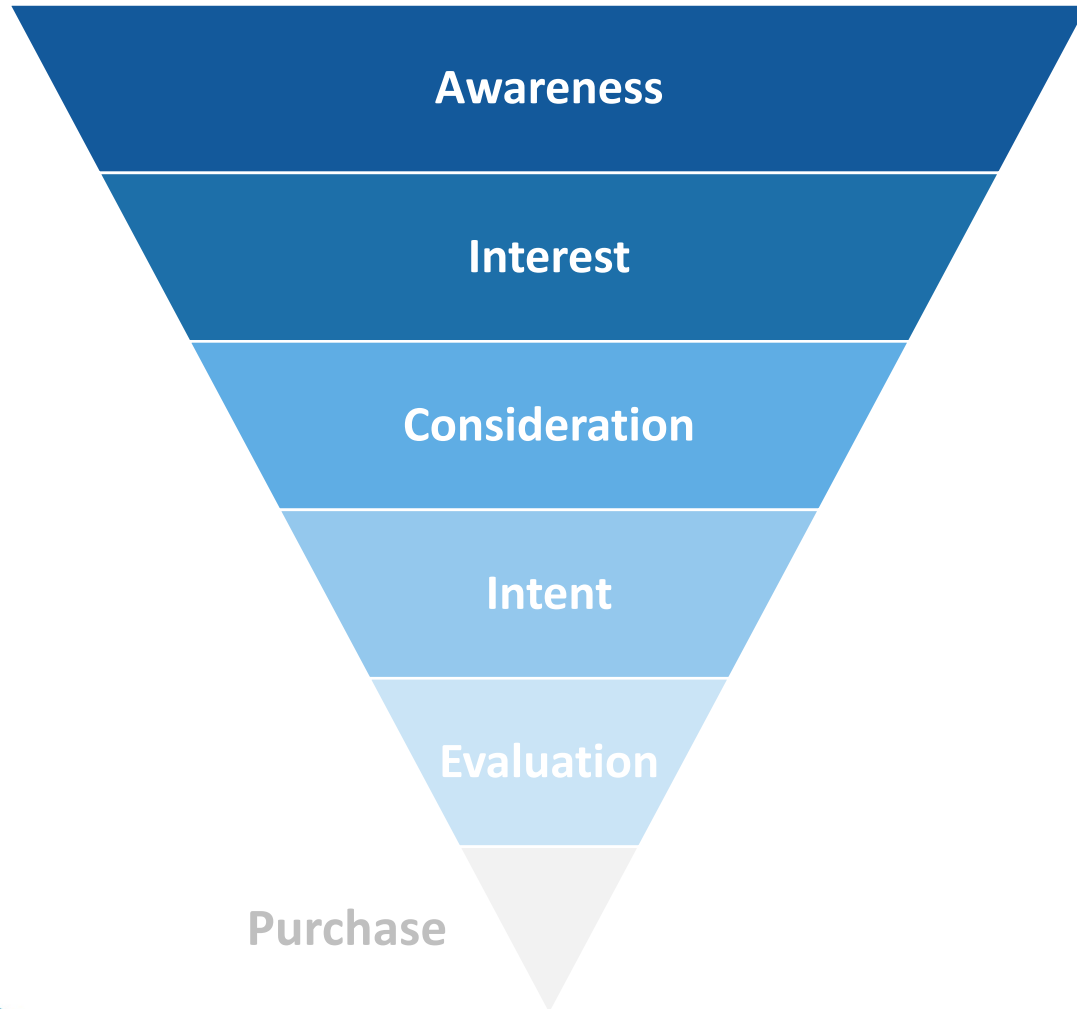 Awareness
Interest
Consideration
Intent
Evaluation
Purchase